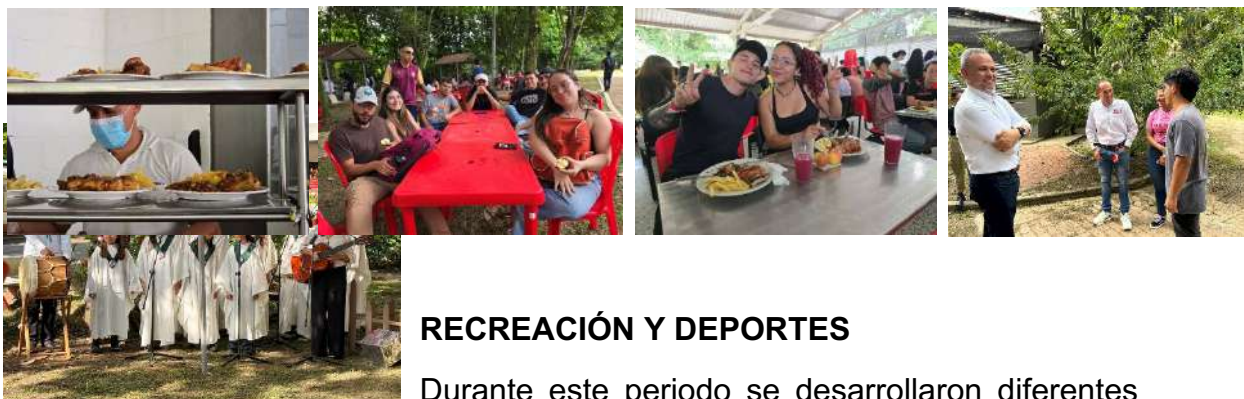 RECREACIÓN Y DEPORTES
Durante este periodo se desarrollaron diferentes